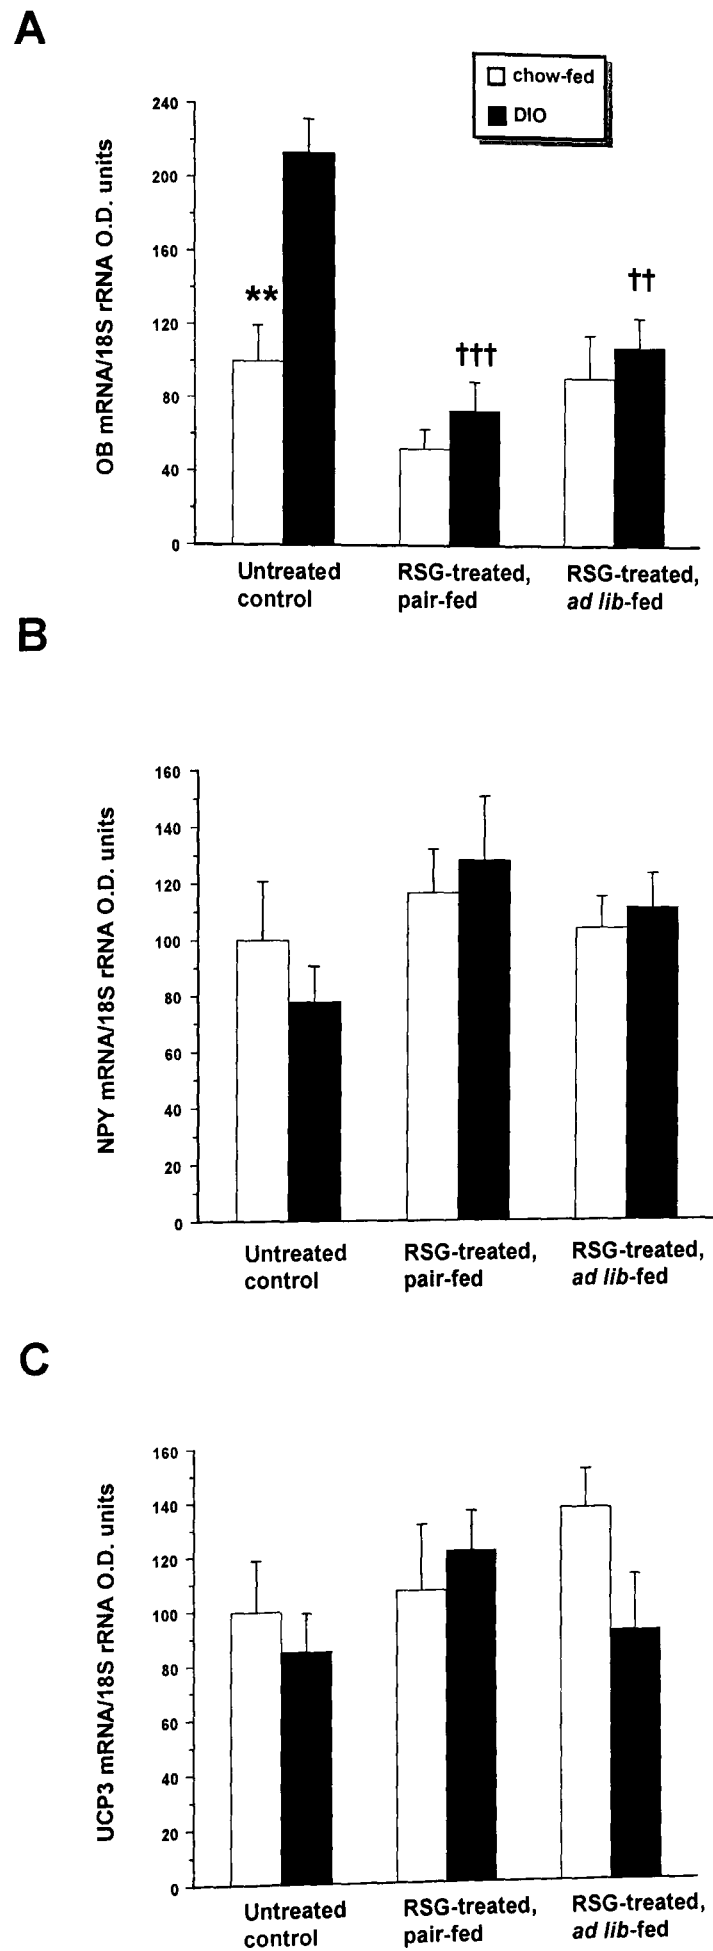 A
chow-fed
DIO
OB mRNA/18S rRNA O.D. units
240
200
160
120
80
40
0
**
†††
††
Untreated
control
RSG-treated,
pair-fed
RSG-treated,
ad lib-fed
B
NPY mRNA/18S rRNA O.D. units
160
140
120
100
80
60
40
20
0
Untreated
control
RSG-treated,
pair-fed
RSG-treated,
ad lib-fed
C
UCP3 mRNA/18S rRNA O.D. units
160
140
120
100
80
60
40
20
0
Untreated
control
RSG-treated,
pair-fed
RSG-treated,
ad lib-fed